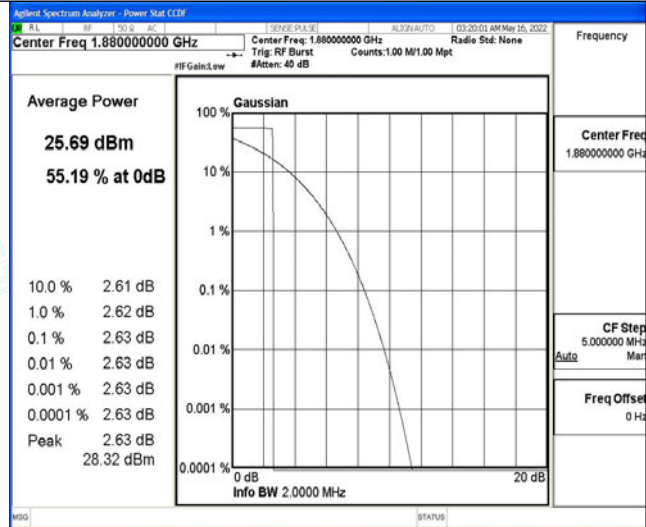 Agilent Spectrum Analyzer - Power Stat CCDF
RL RF 50 Ω AC SENSE:PULSE ALIGN AUTO 03:20:01 AM May 16, 2022
Center Freq 1.880000000 GHz
Center Freq: 1.880000000 GHz Radio Std: None
Trig: RF Burst Counts:1.00 M/1.00 Mpt
#IFGain:Low #Atten: 40 dB
Frequency
Average Power
25.69 dBm
55.19 % at 0dB
10.0 % 2.61 dB
1.0 % 2.62 dB
0.1 % 2.63 dB
0.01 % 2.63 dB
0.001 % 2.63 dB
0.0001 % 2.63 dB
Peak 2.63 dB
28.32 dBm
Gaussian
100 %
10 %
1 %
0.1 %
0.01 %
0.001 %
0.0001 %
0 dB 20 dB
Info BW 2.0000 MHz
Center Freq
1.880000000 GHz
CF Step
5.000000 MHz
Auto Man
Freq Offset
0 Hz
MSG STATUS